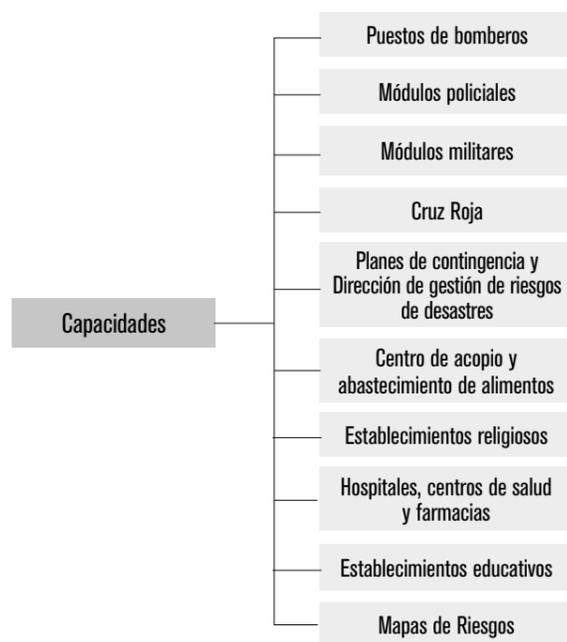 Puestos de bomberos
Módulos policiales
Módulos militares
Cruz Roja
Planes de contingencia y
Dirección de gestión de riesgos
de desastres
Capacidades
Centro de acopio y
abastecimiento de alimentos
Establecimientos religiosos
Hospitales, centros de salud
y farmacias
Establecimientos educativos
Mapas de Riesgos